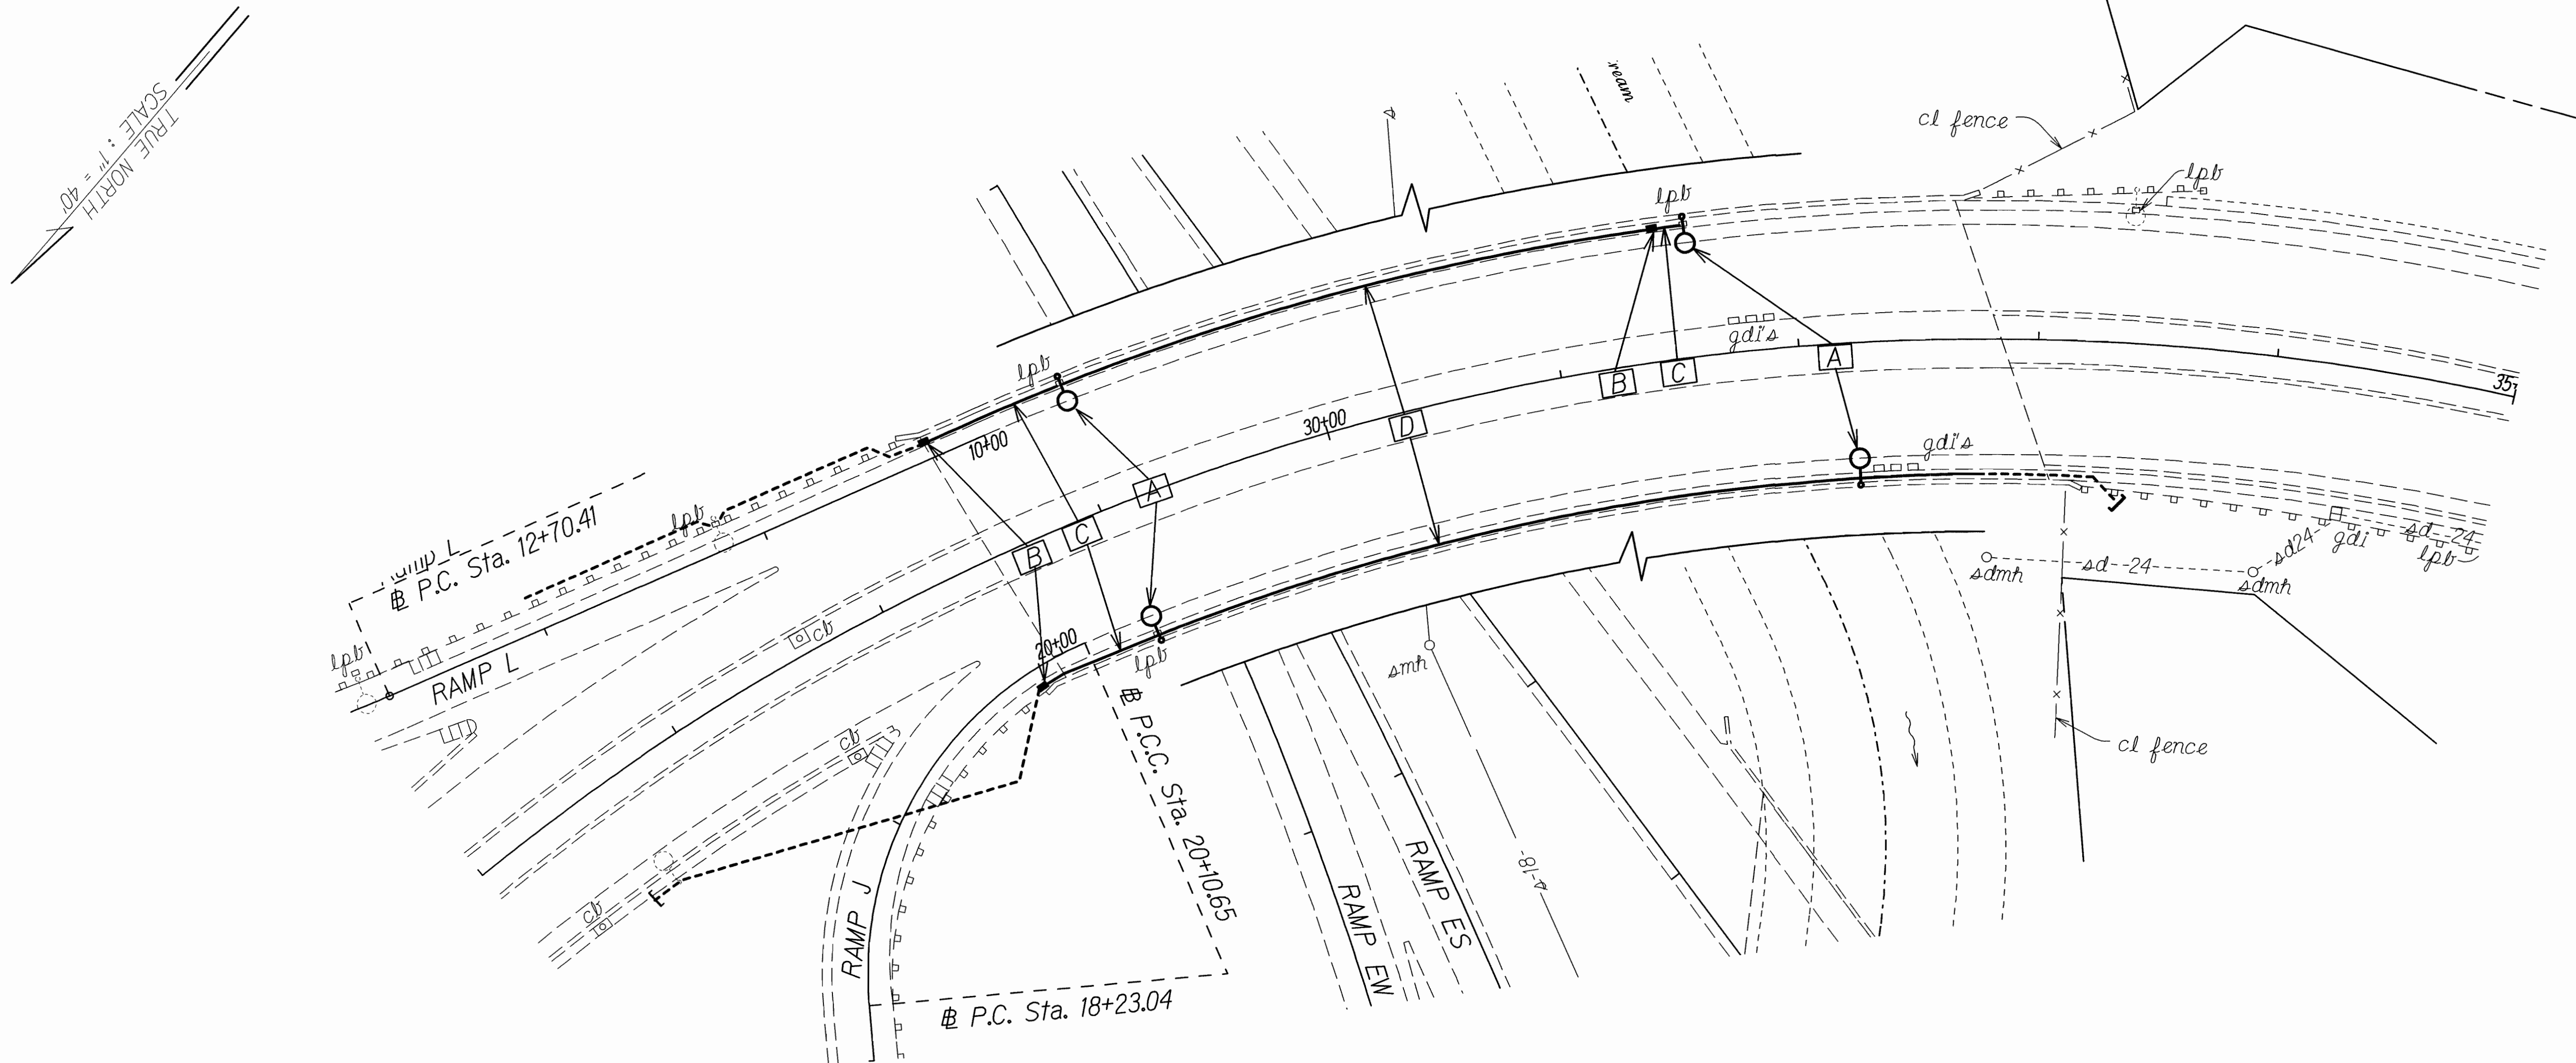 TRUE NORTH
SCALE : 1" = 40'
ream
cl fence
lpb
lpb
gdi's
A
B
C
35
lpb
30+00
D
10+00
gdi's
A
lpb
C
B
L
℄ P.C. Sta. 12+70.41
sd
24
gdi
sd24
lpb
sd
24
sdmh
sdmh
lpb
RAMP L
cb
20+00
lpb
smh
cb
cl fence
℄ P.C.C. Sta. 20+10.65
cb
RAMP J
RAMP EW
RAMP ES
℄ P.C. Sta. 18+23.04